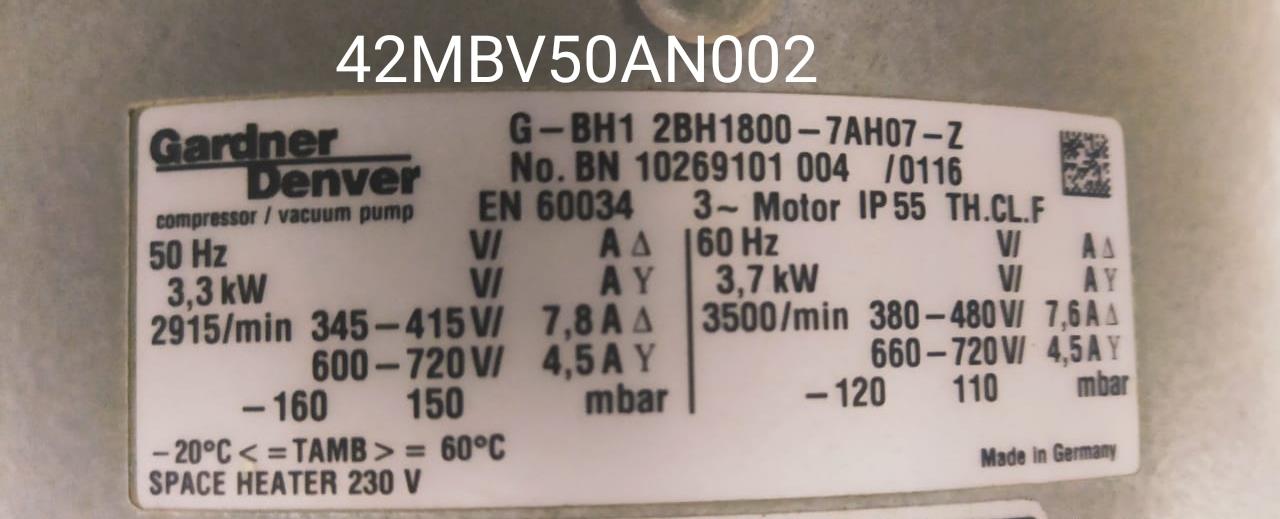 42MBV50AN002
Gardner
Denver
compressor / vacuum pump
G-BH1 2BH1800-7AH07-Z
No. BN 10269101 004 /0116
EN 60034 3~ Motor IP 55 TH.CL.F
50 Hz V/ A Δ
3,3 kW V/ A Y
2915/min 345-415 V/ 7,8 A Δ
600-720 V/ 4,5 A Y
-160 150 mbar
60 Hz V/ A Δ
3,7 kW V/ A Y
3500/min 380-480 V/ 7,6 A Δ
660-720 V/ 4,5 A Y
-120 110 mbar
-20°C < = TAMB > = 60°C
SPACE HEATER 230 V
Made in Germany